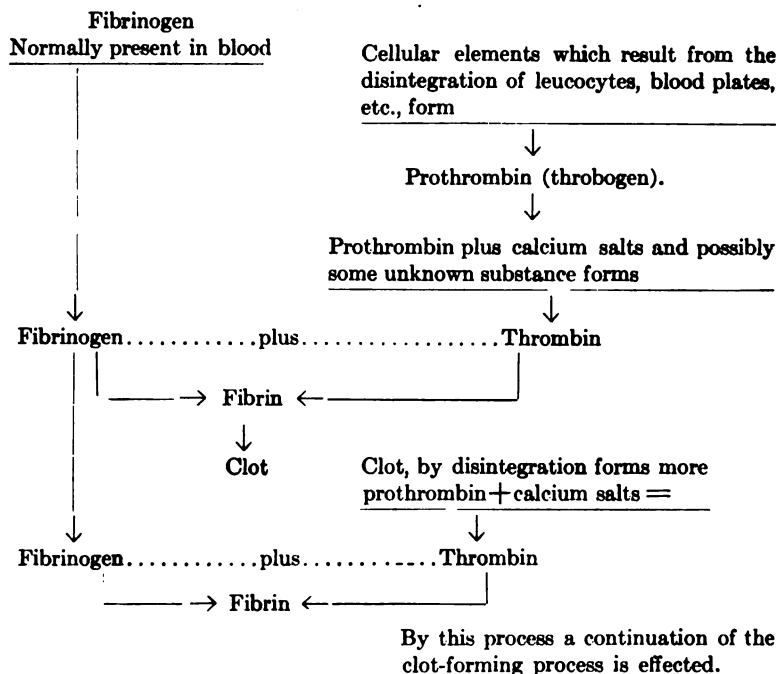 Fibrinogen
Normally present in blood
Cellular elements which result from the
disintegration of leucocytes, blood plates,
etc., form
Prothrombin (throbogen).
Prothrombin plus calcium salts and possibly
some unknown substance forms
Fibrinogen............plus....................Thrombin
Fibrin
Clot
Clot, by disintegration forms more
prothrombin+calcium salts =
Fibrinogen............plus..............Thrombin
Fibrin
By this process a continuation of the
clot-forming process is effected.